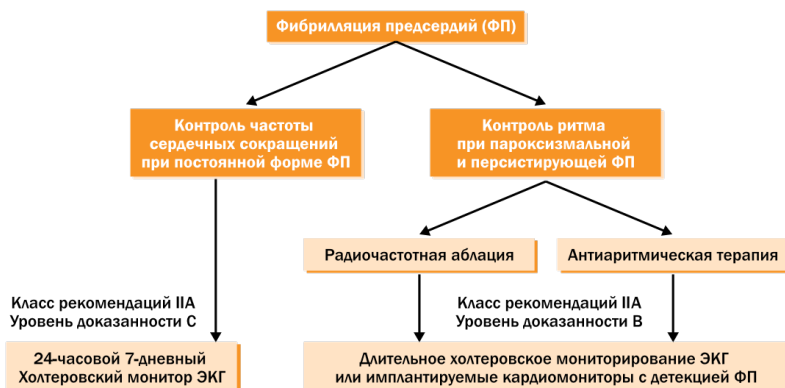 Фибрилляция предсердий (ФП)
Контроль частоты
сердечных сокращений
при постоянной форме ФП
Контроль ритма
при пароксизмальной
и персистирующей ФП
Радиочастотная аблация
Антиаритмическая терапия
Класс рекомендаций IIA
Уровень доказанности C
Класс рекомендаций IIA
Уровень доказанности B
24-часовой 7-дневный
Холтеровский монитор ЭКГ
Длительное холтеровское мониторирование ЭКГ
или имплантируемые кардиомониторы с детекцией ФП